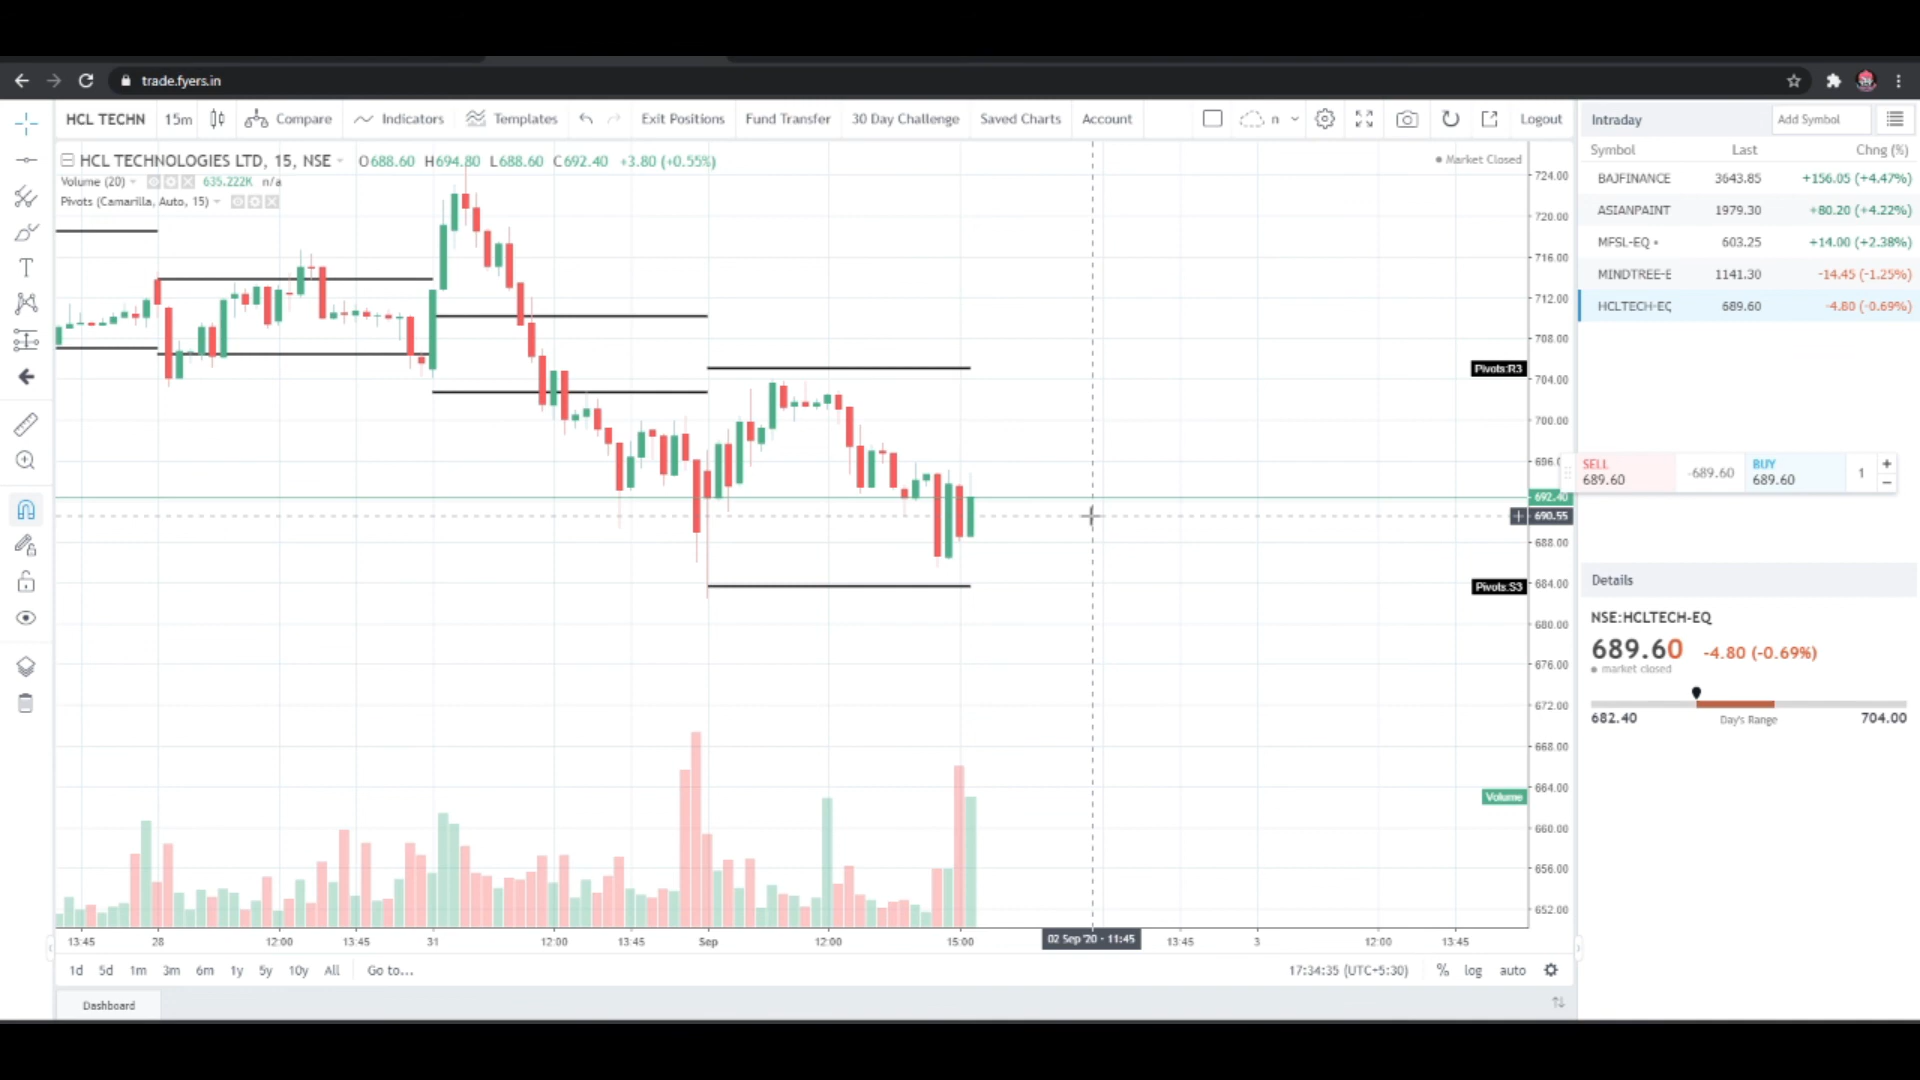 trade.fyers.in
HCL TECHN 15m Compare Indicators Templates Exit Positions Fund Transfer 30 Day Challenge Saved Charts Account n Logout
HCL TECHNOLOGIES LTD, 15, NSE O688.60 H694.80 L688.60 C692.40 +3.80 (+0.55%)
Market Closed
Volume (20) 635.222K n/a
Pivots (Camarilla, Auto, 15)
724.00
720.00
716.00
712.00
708.00
Pivots:R3
704.00
700.00
696.0
692.40
690.55
688.00
Pivots:S3
684.00
680.00
676.00
672.00
668.00
664.00
Volume
660.00
656.00
652.00
13:45 28 12:00 13:45 31 12:00 13:45 Sep 12:00 15:00 02 Sep '20 - 11:45 13:45 3 12:00 13:45
1d 5d 1m 3m 6m 1y 5y 10y All Go to... 17:34:35 (UTC+5:30) % log auto
Dashboard
Intraday Add Symbol
Symbol Last Chng (%)
BAJFINANCE 3643.85 +156.05 (+4.47%)
ASIANPAINT 1979.30 +80.20 (+4.22%)
MFSL-EQ 603.25 +14.00 (+2.38%)
MINDTREE-E 1141.30 -14.45 (-1.25%)
HCLTECH-EQ 689.60 -4.80 (-0.69%)
SELL BUY
689.60 -689.60 689.60 1
Details
NSE:HCLTECH-EQ
689.60 -4.80 (-0.69%)
market closed
682.40 Day's Range 704.00